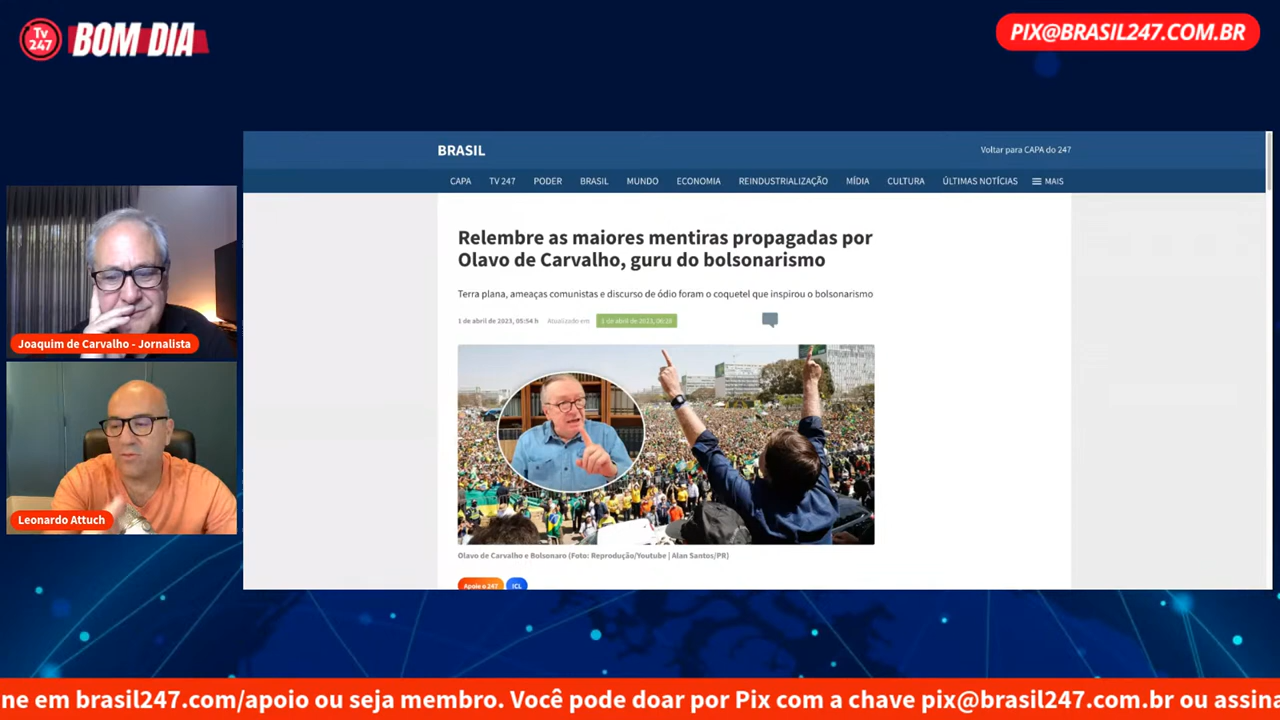 Tv 247 BOM DIA
PIX@BRASIL247.COM.BR
BRASIL
Voltar para CAPA do 247
CAPA TV 247 PODER BRASIL MUNDO ECONOMIA REINDUSTRIALIZAÇÃO MÍDIA CULTURA ÚLTIMAS NOTÍCIAS MAIS
Relembre as maiores mentiras propagadas por
Olavo de Carvalho, guru do bolsonarismo
Terra plana, ameaças comunistas e discurso de ódio foram o coquetel que inspirou o bolsonarismo
1 de abril de 2023, 05:54 h Atualizado em 1 de abril de 2023, 06:19
Olavo de Carvalho e Bolsonaro (Foto: Reprodução/Youtube | Alan Santos/PR)
Apoie o 247 ICL
Joaquim de Carvalho - Jornalista
Leonardo Attuch
ne em brasil247.com/apoio ou seja membro. Você pode doar por Pix com a chave pix@brasil247.com.br ou assina